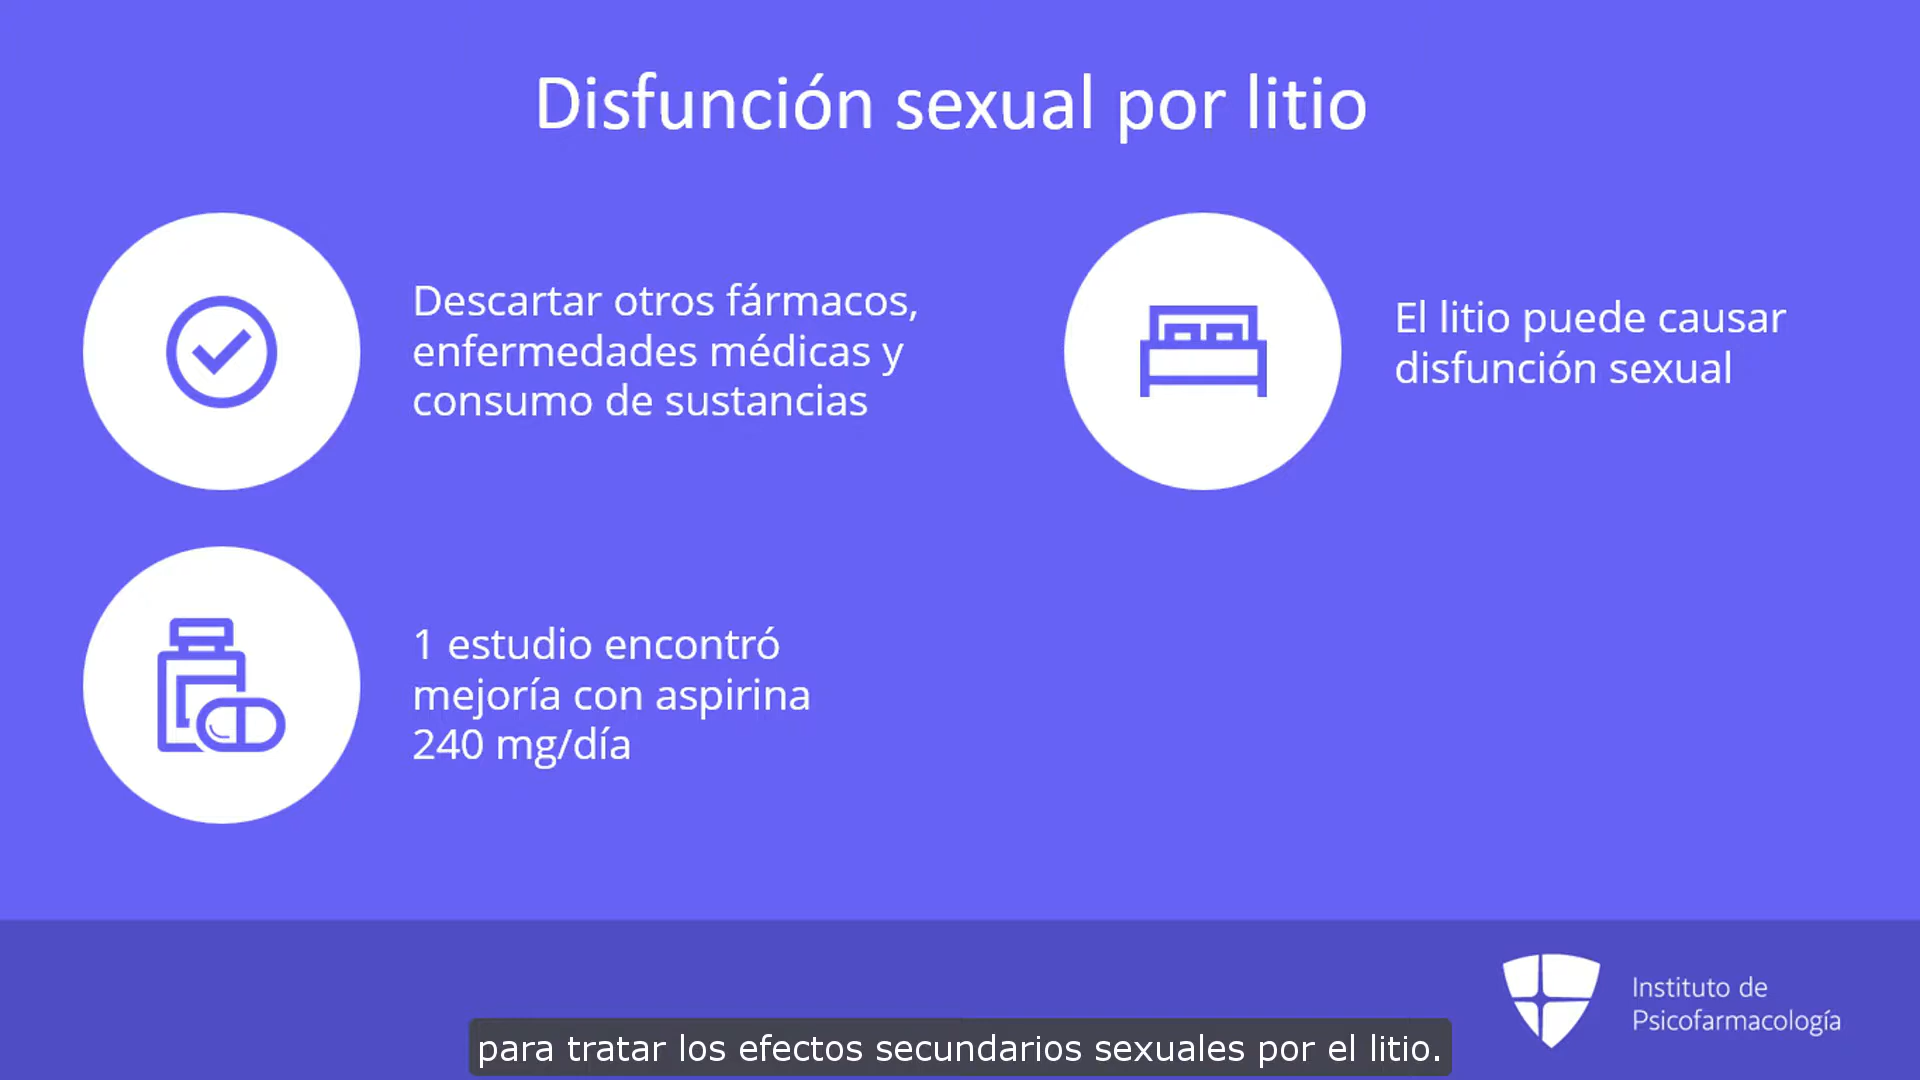 Disfunción sexual por litio
Descartar otros fármacos,
enfermedades médicas y
consumo de sustancias
El litio puede causar
disfunción sexual
1 estudio encontró
mejoría con aspirina
240 mg/día
Instituto de
Psicofarmacología
para tratar los efectos secundarios sexuales por el litio.